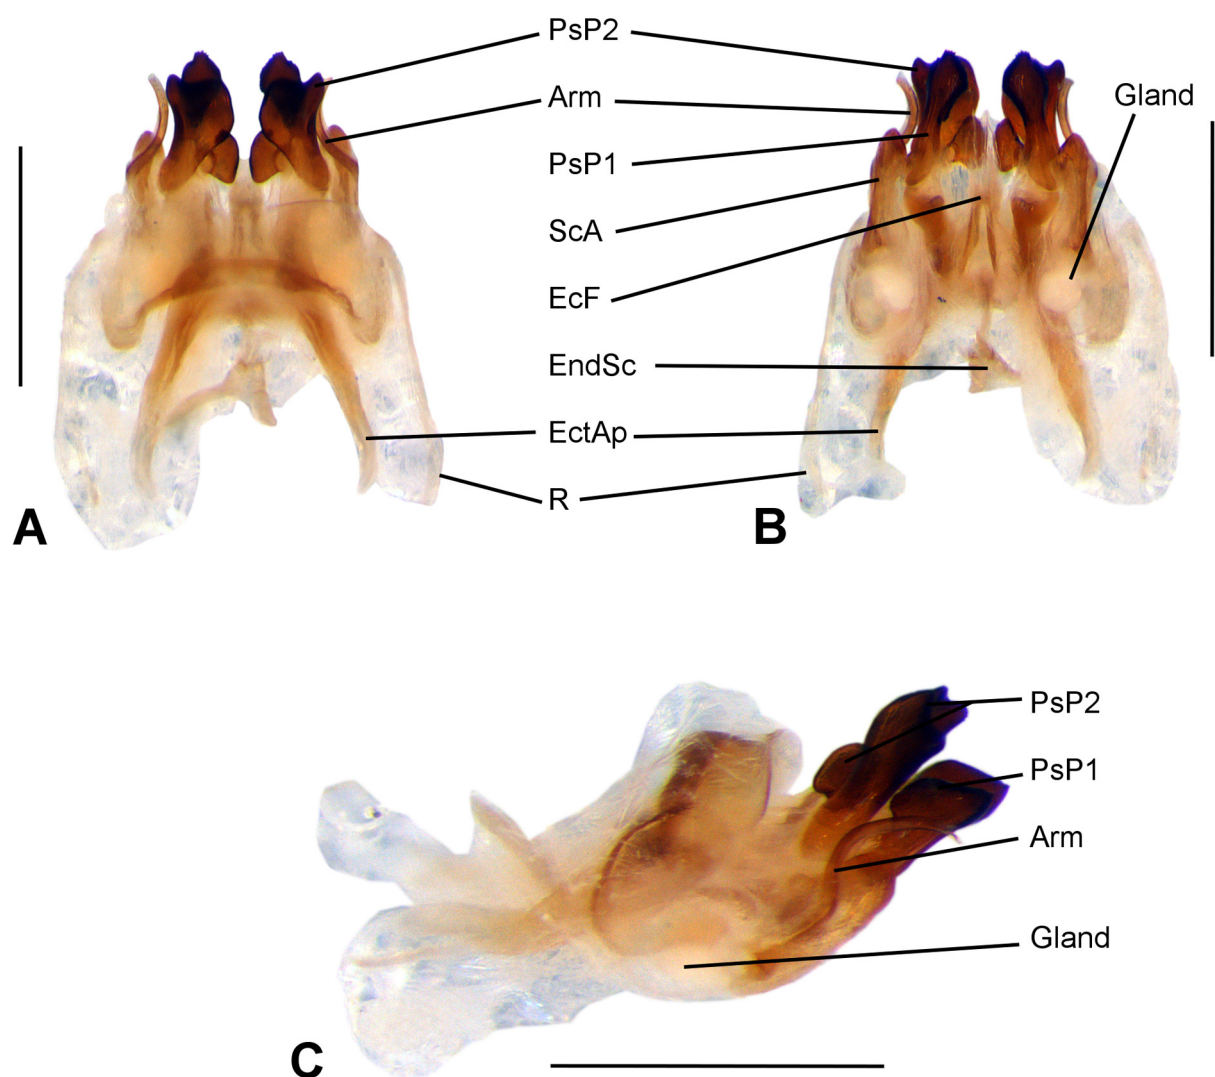 PsP2
Arm
Gland
PsP1
ScA
EcF
EndSc
EctAp
R
A
B
PsP2
PsP1
Arm
Gland
C